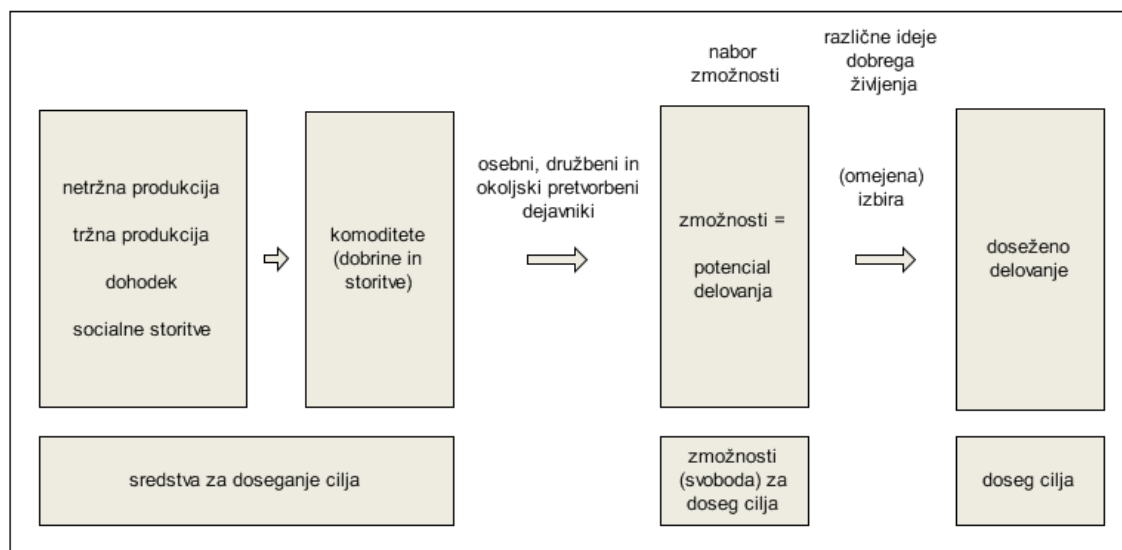 nabor
zmožnosti
različne ideje
dobrega
življenja
netržna produkcija
tržna produkcija
dohodek
socialne storitve
komoditete
(dobrine in
storitve)
osebni, družbeni in
okoljski pretvorbeni
dejavniki
zmožnosti =
potencial
delovanja
(omejena)
izbira
doseženo
delovanje
sredstva za doseganje cilja
zmožnosti
(svoboda) za
doseg cilja
doseg cilja